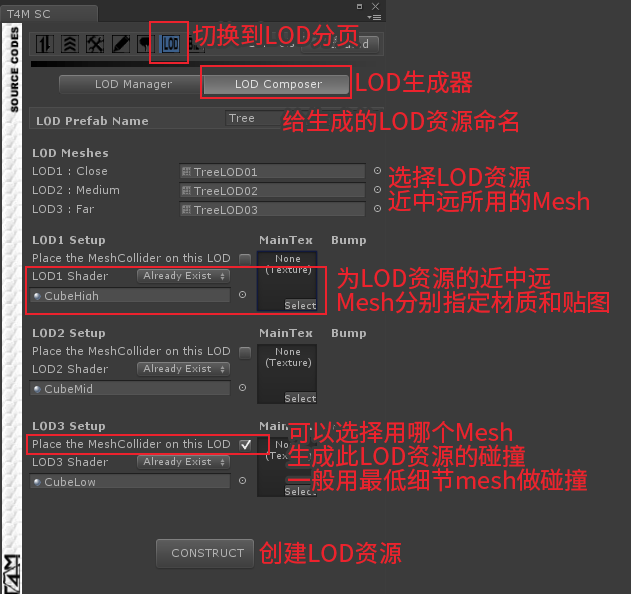 T4M SC
SOURCE CODES
LOD
切换到LOD分页
LOD Manager
LOD Composer
LOD生成器
LOD Prefab Name
Tree
给生成的LOD资源命名
LOD Meshes
LOD1 : Close
TreeLOD01
选择LOD资源
LOD2 : Medium
TreeLOD02
近中远所用的Mesh
LOD3 : Far
TreeLOD03
LOD1 Setup
MainTex
Bump
Place the MeshCollider on this LOD
None
(Texture)
LOD1 Shader
Already Exist
为LOD资源的近中远
CubeHigh
Select
Mesh分别指定材质和贴图
LOD2 Setup
MainTex
Bump
Place the MeshCollider on this LOD
None
(Texture)
LOD2 Shader
Already Exist
CubeMid
Select
LOD3 Setup
MainTex
可以选择用哪个Mesh
Place the MeshCollider on this LOD
生成此LOD资源的碰撞
LOD3 Shader
Already Exist
一般用最低细节mesh做碰撞
CubeLow
Select
CONSTRUCT
创建LOD资源
T4M